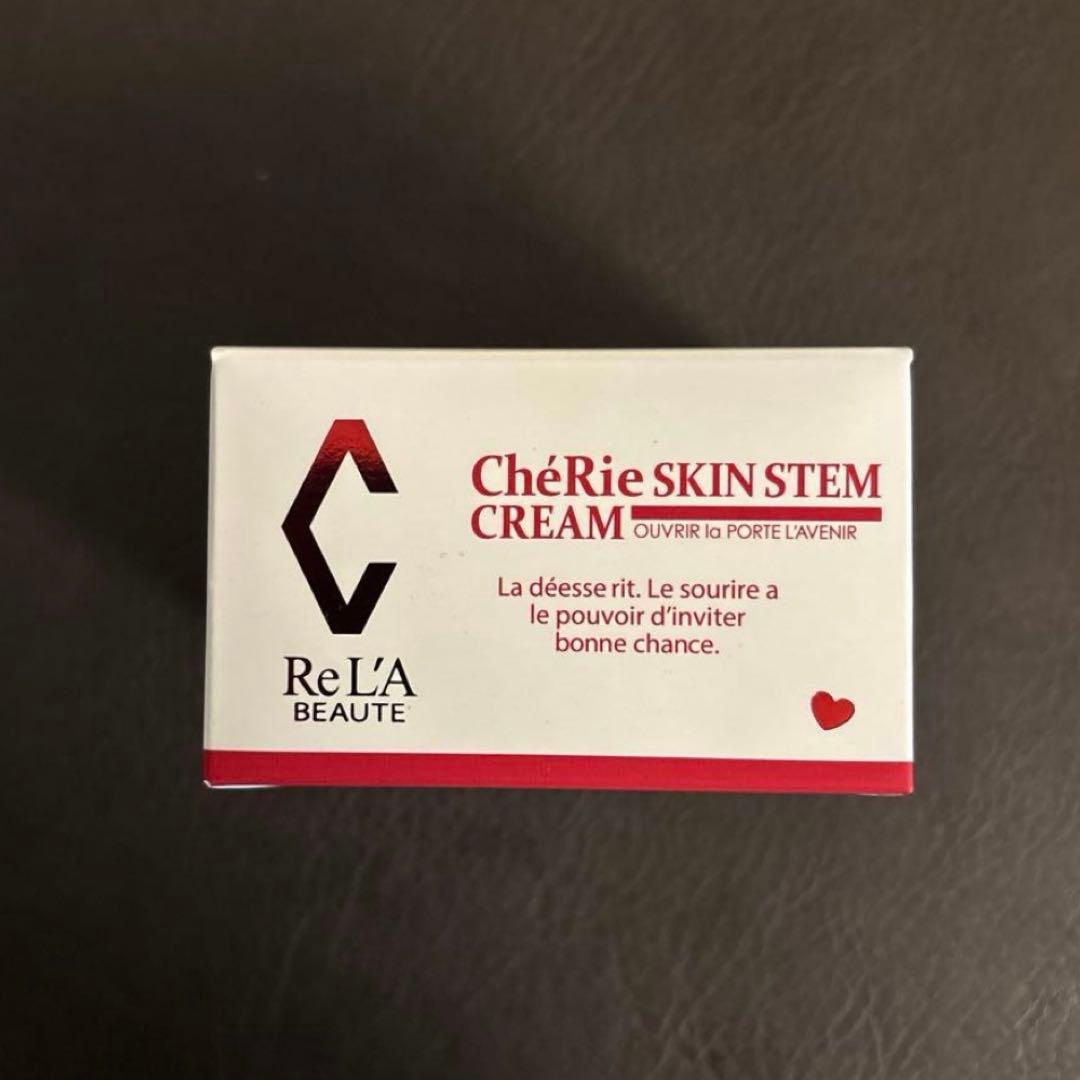 ReL'A
BEAUTE
ChéRie SKIN STEM
CREAM OUVRIR la PORTE L'AVENIR
La déesse rit. Le sourire a
le pouvoir d'inviter
bonne chance.